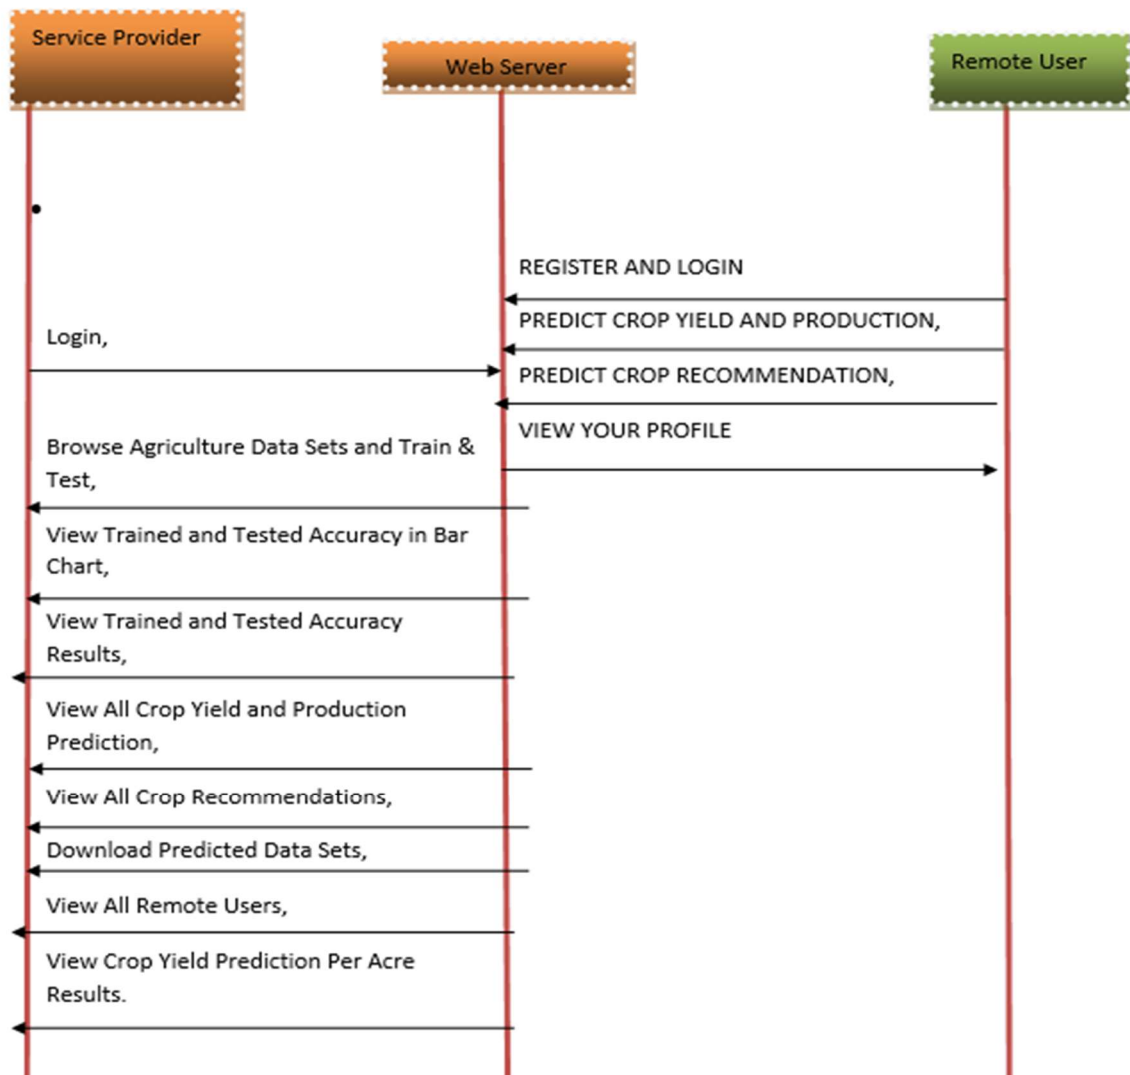 Service Provider
Web Server
Remote User
REGISTER AND LOGIN
PREDICT CROP YIELD AND PRODUCTION,
Login,
PREDICT CROP RECOMMENDATION,
VIEW YOUR PROFILE
Browse Agriculture Data Sets and Train &
Test,
View Trained and Tested Accuracy in Bar
Chart,
View Trained and Tested Accuracy
Results,
View All Crop Yield and Production
Prediction,
View All Crop Recommendations,
Download Predicted Data Sets,
View All Remote Users,
View Crop Yield Prediction Per Acre
Results.